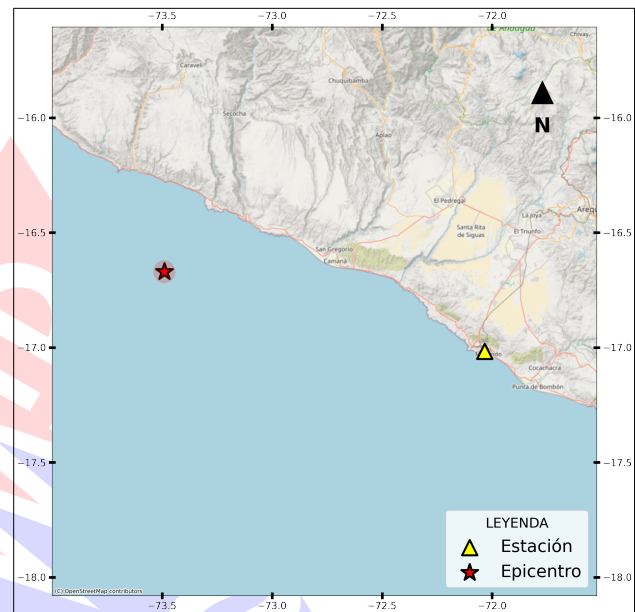 −73.5 −73.0 −72.5 −72.0
de Andagua
Chivay
Caravelí
Chuquibamba
−16.0
Secocha
N
Aplao
El Pedregal
Arequ
La Joya
−16.5
Santa Rita
de Siguas
El Triunfo
San Gregorio
Camaná
−17.0
Cocachacra
Punta de Bombón
−17.5
LEYENDA
Estación
Epicentro
−18.0
(C) OpenStreetMap contributors
−73.5 −73.0 −72.5 −72.0
−16.0
−16.5
−17.0
−17.5
−18.0